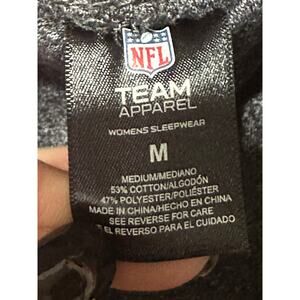 NFL
TEAM
APPAREL
WOMENS SLEEPWEAR
M
MEDIUM/MEDIANO
53% COTTON/ALGODÓN
47% POLYESTER/POLIÉSTER
MADE IN CHINA/HECHO EN CHINA
SEE REVERSE FOR CARE
EL REVERSO PARA EL CUIDADO